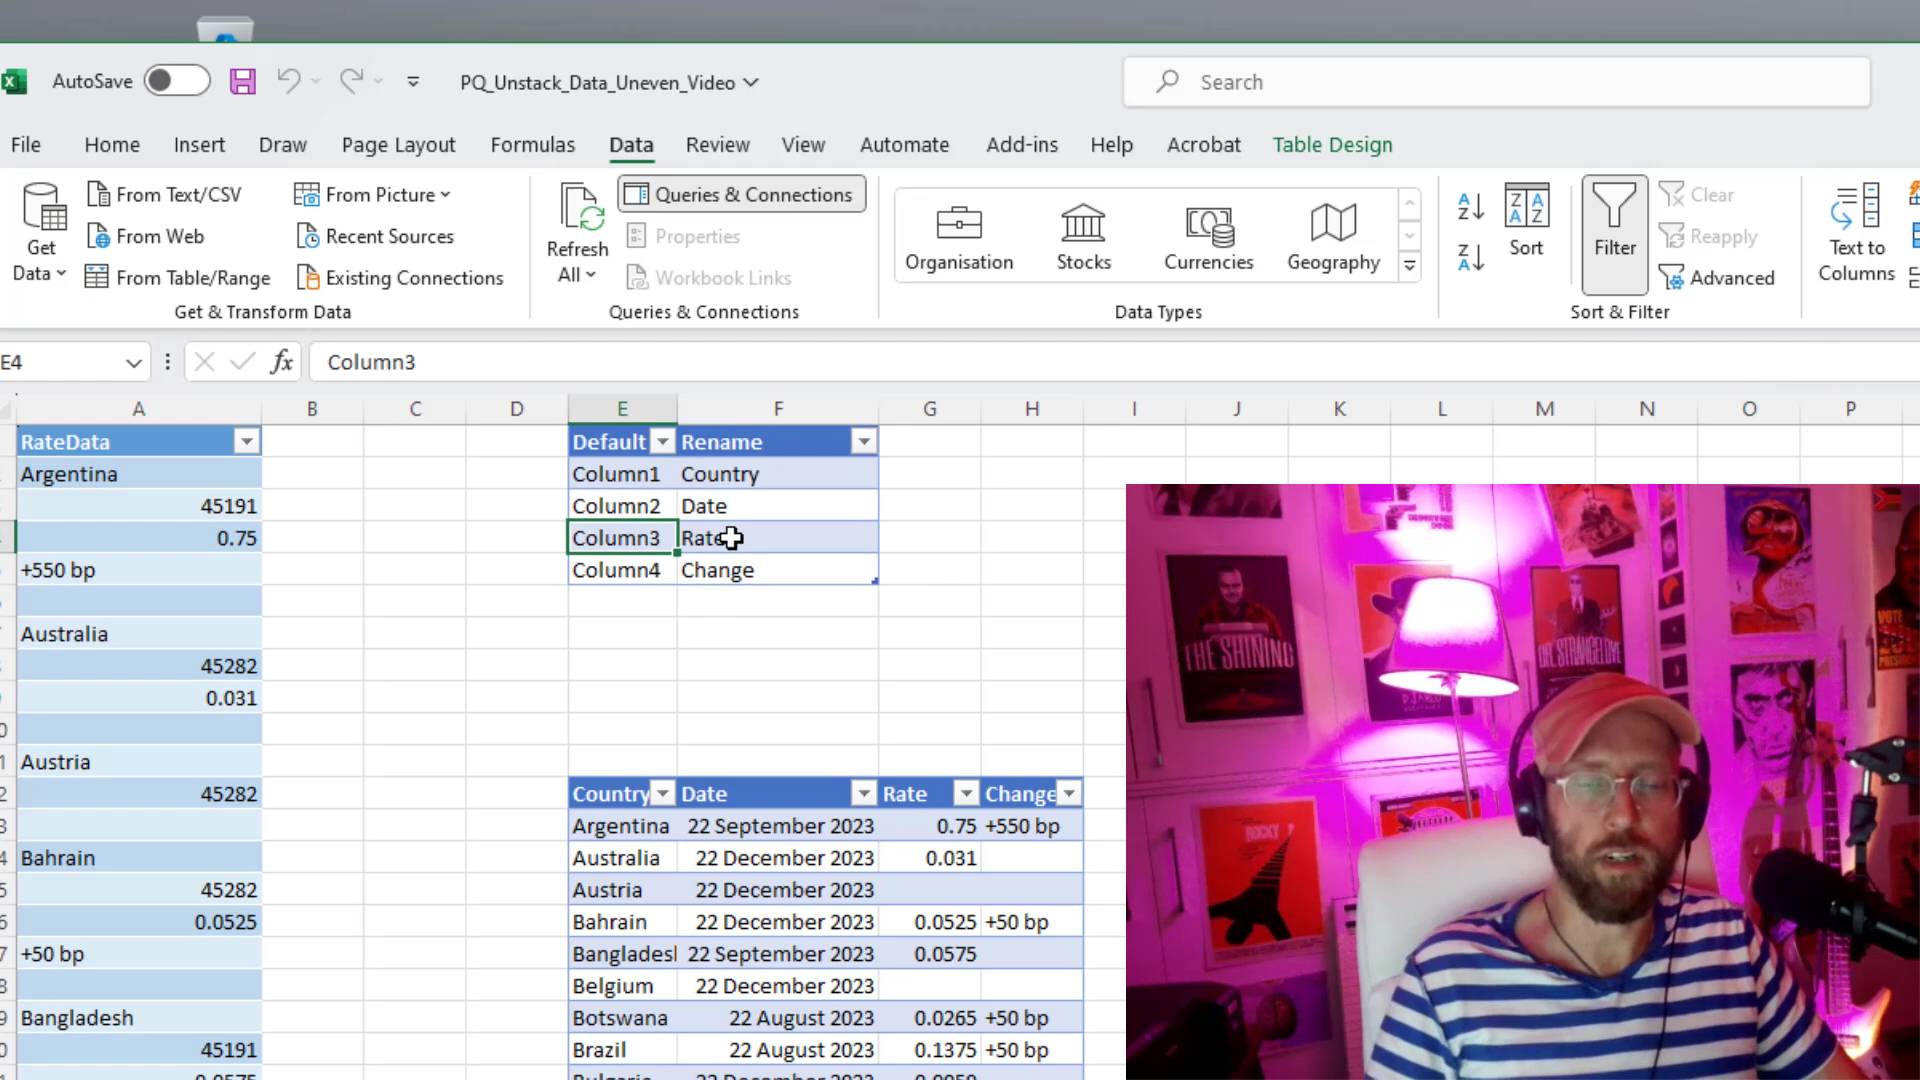 AutoSave
PQ_Unstack_Data_Uneven_Video
Search
File Home Insert Draw Page Layout Formulas Data Review View Automate Add-ins Help Acrobat Table Design
Get Data
From Text/CSV
From Web
From Table/Range
From Picture
Recent Sources
Existing Connections
Get & Transform Data
Refresh All
Queries & Connections
Properties
Workbook Links
Queries & Connections
Organisation
Stocks
Currencies
Geography
Data Types
Sort
Filter
Clear
Reapply
Advanced
Sort & Filter
Text to Columns
E4
fx
Column3
A B C D E F G H I J K L M N O P
RateData
Argentina
45191
0.75
+550 bp
Australia
45282
0.031
Austria
45282
Bahrain
45282
0.0525
+50 bp
Bangladesh
45191
Default Rename
Column1 Country
Column2 Date
Column3 Rate
Column4 Change
Country Date Rate Change
Argentina 22 September 2023 0.75 +550 bp
Australia 22 December 2023 0.031
Austria 22 December 2023
Bahrain 22 December 2023 0.0525 +50 bp
Bangladesh 22 September 2023 0.0575
Belgium 22 December 2023
Botswana 22 August 2023 0.0265 +50 bp
Brazil 22 August 2023 0.1375 +50 bp
THE SHINING
DR. STRANGELOVE
ROCKY
VOTE